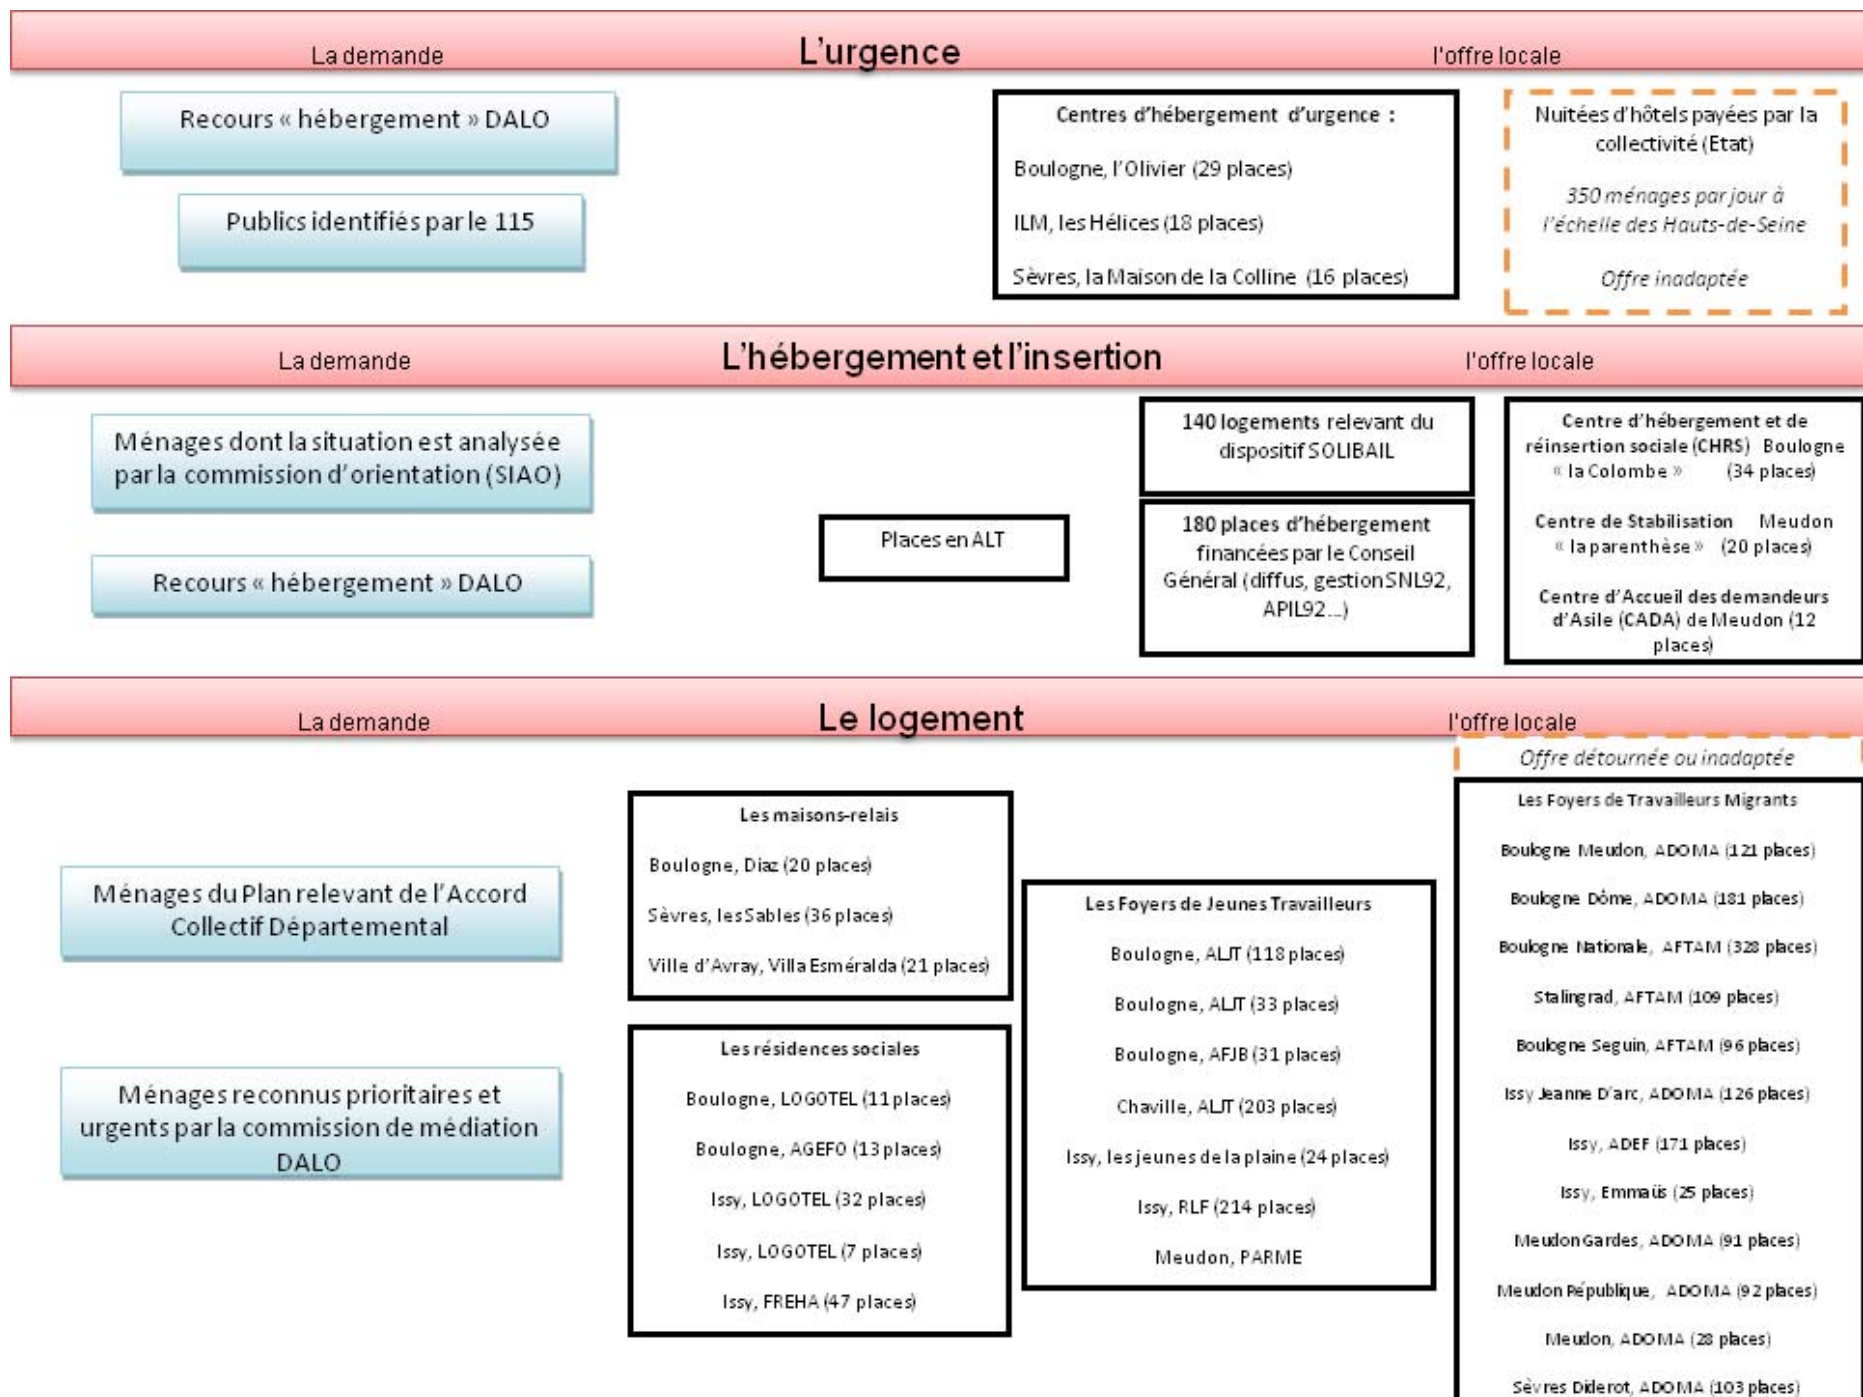 La demande
L'urgence
l'offre locale
Recours « hébergement » DALO
Publics identifiés par le 115
Centres d'hébergement d'urgence :
Boulogne, l'Olivier (29 places)
ILM, les Hélices (18 places)
Sèvres, la Maison de la Colline (16 places)
Nuitées d'hôtels payées par la
collectivité (Etat)
350 ménages par jour à
l'échelle des Hauts-de-Seine
Offre inadaptée
La demande
L'hébergement et l'insertion
l'offre locale
Ménages dont la situation est analysée
par la commission d'orientation (SIAO)
Recours « hébergement » DALO
Places en ALT
140 logements relevant du
dispositif SOLIBAIL
180 places d'hébergement
financées par le Conseil
Général (diffus, gestion SNL92,
APIL92...)
Centre d'hébergement et de
réinsertion sociale (CHRS) Boulogne
« la Colombe » (34 places)
Centre de Stabilisation Meudon
« la parenthèse » (20 places)
Centre d'Accueil des demandeurs
d'Asile (CADA) de Meudon (12
places)
La demande
Le logement
l'offre locale
Ménages du Plan relevant de l'Accord
Collectif Départemental
Ménages reconnus prioritaires et
urgents par la commission de médiation
DALO
Les maisons-relais
Boulogne, Diaz (20 places)
Sèvres, les Sables (36 places)
Ville d'Avray, Villa Esméralda (21 places)
Les résidences sociales
Boulogne, LOGOTEL (11 places)
Boulogne, AGEFO (13 places)
Issy, LOGOTEL (32 places)
Issy, LOGOTEL (7 places)
Issy, FREHA (47 places)
Les Foyers de Jeunes Travailleurs
Boulogne, ALJT (118 places)
Boulogne, ALJT (33 places)
Boulogne, AFJB (31 places)
Chaville, ALJT (203 places)
Issy, les jeunes de la plaine (24 places)
Issy, RLF (214 places)
Meudon, PARME
Offre détournée ou inadaptée
Les Foyers de Travailleurs Migrants
Boulogne Meudon, ADOMA (121 places)
Boulogne Dôme, ADOMA (181 places)
Boulogne Nationale, AFTAM (328 places)
Stalingrad, AFTAM (109 places)
Boulogne Seguin, AFTAM (96 places)
Issy Jeanne D'arc, ADOMA (126 places)
Issy, ADEF (171 places)
Issy, Emmaüs (25 places)
Meudon Gardes, ADOMA (91 places)
Meudon République, ADOMA (92 places)
Meudon, ADOMA (28 places)
Sèvres Diderot, ADOMA (103 places)